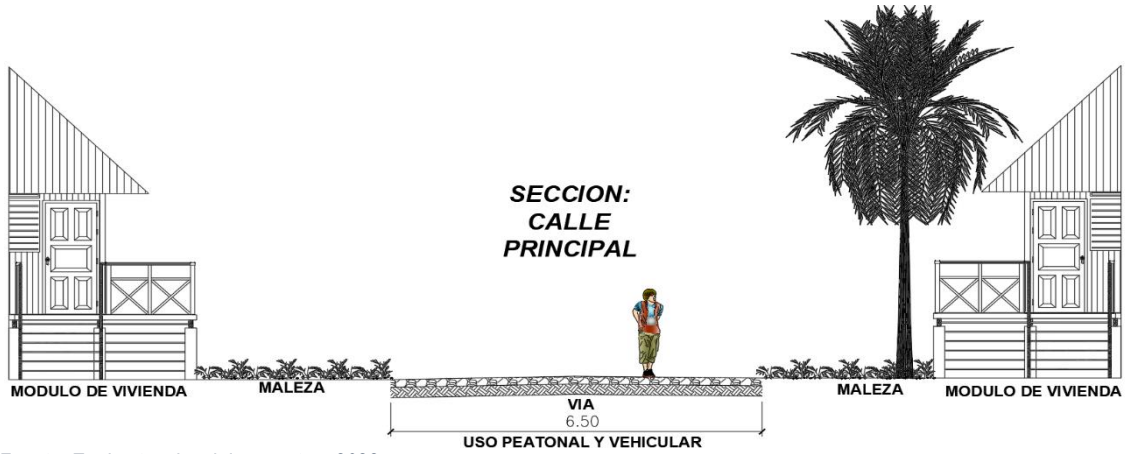 SECCION:
CALLE
PRINCIPAL
MODULO DE VIVIENDA
MALEZA
VIA
6.50
USO PEATONAL Y VEHICULAR
MALEZA
MODULO DE VIVIENDA